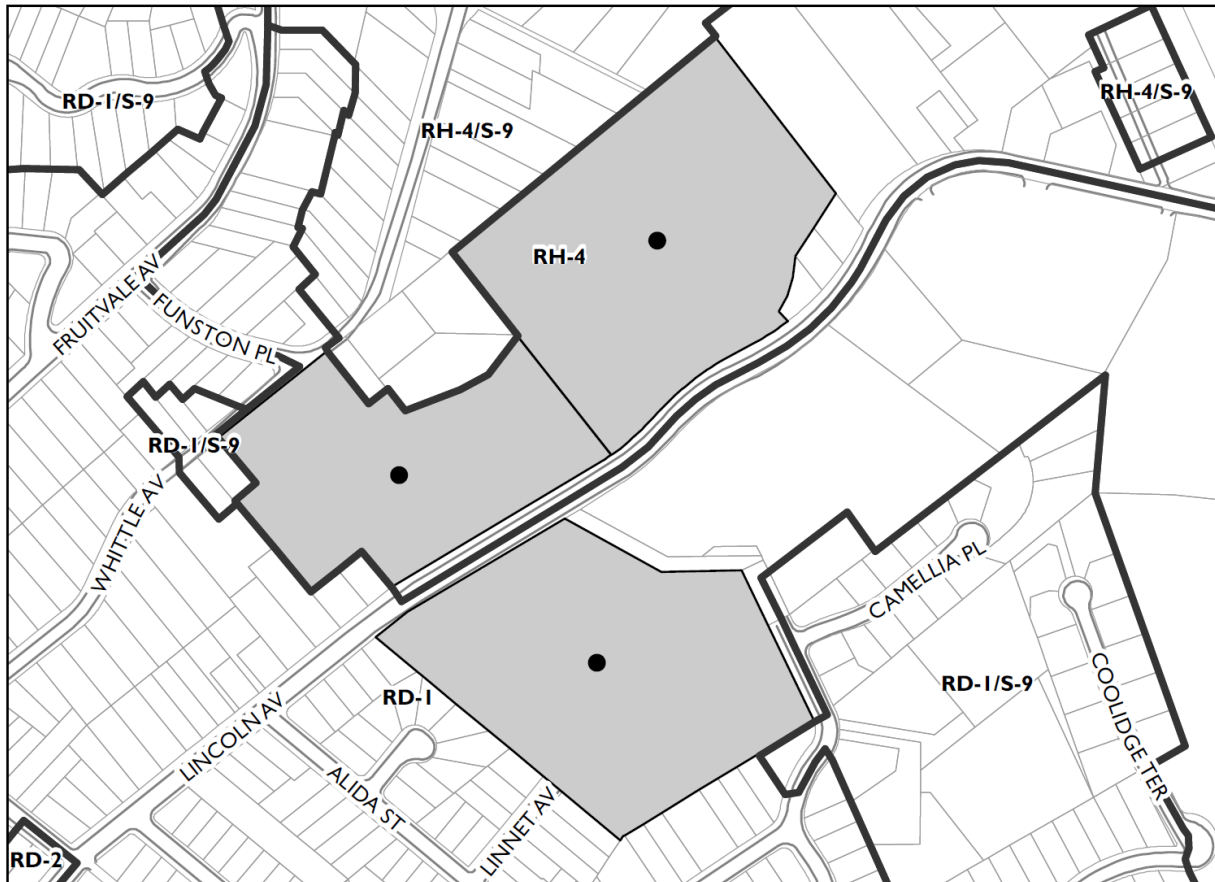 RD-1/S-9
RH-4/S-9
RH-4/S-9
RH-4
FRUITVALE AV
FUNSTON PL
RD-1/S-9
WHITTLE AV
CAMELLIA PL
COOLIDGE TER
RD-1/S-9
RD-1
LINCOLN AV
ALIDA ST
LINNET AV
RD-2